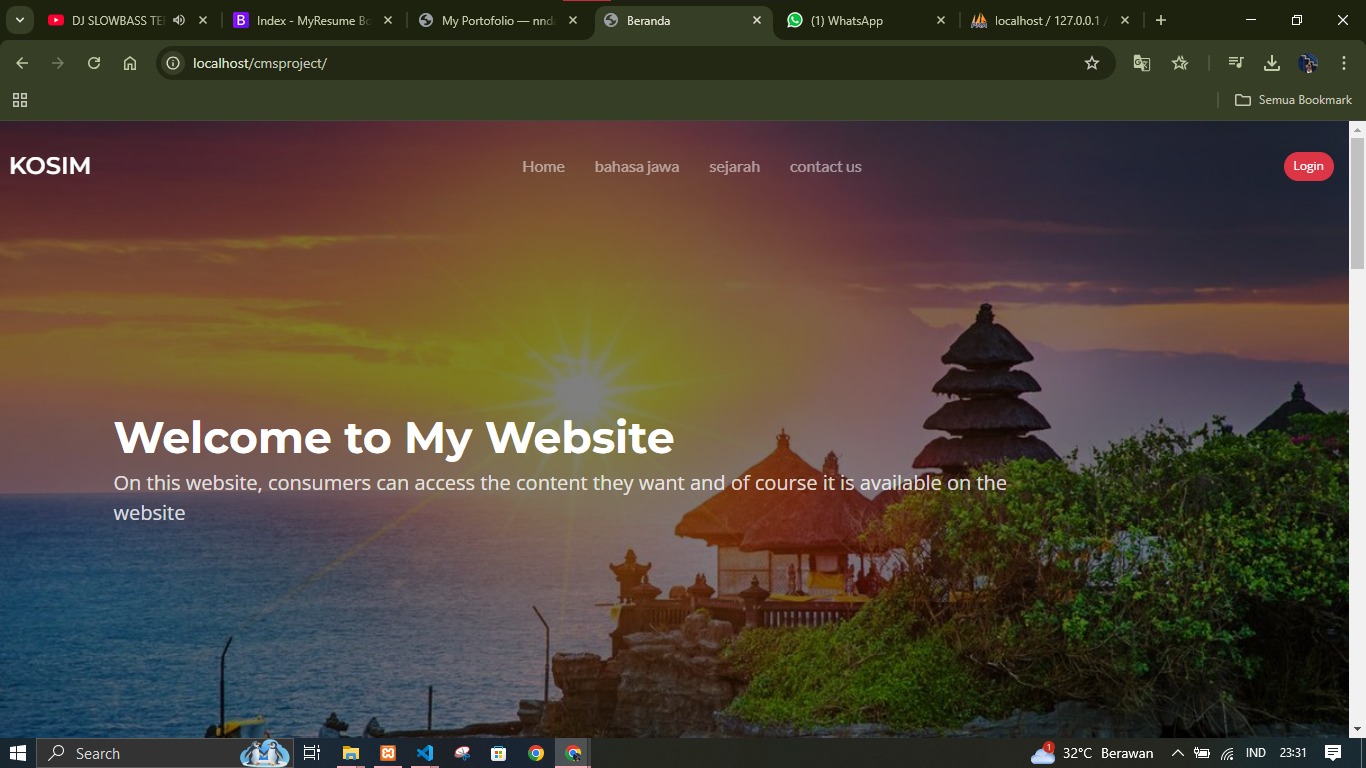 DJ SLOWBASS TE
Index - MyResume Bo
My Portofolio — nnda
Beranda
(1) WhatsApp
localhost / 127.0.0.1 /
localhost/cmsproject/
Semua Bookmark
KOSIM
Home
bahasa jawa
sejarah
contact us
Login
Welcome to My Website
On this website, consumers can access the content they want and of course it is available on the
website
Search
1
32°C Berawan
IND
23:31